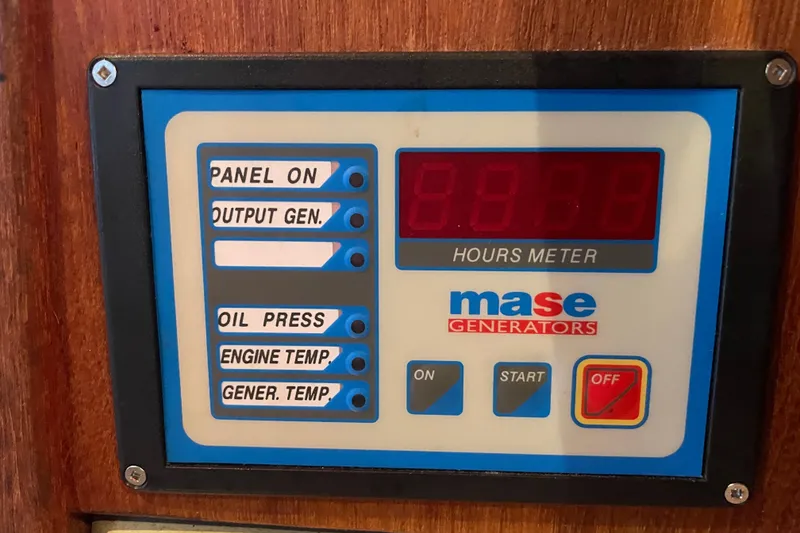 PANEL ON
OUTPUT GEN.
OIL PRESS
ENGINE TEMP.
GENER. TEMP.
HOURS METER
mase
GENERATORS
ON
START
OFF